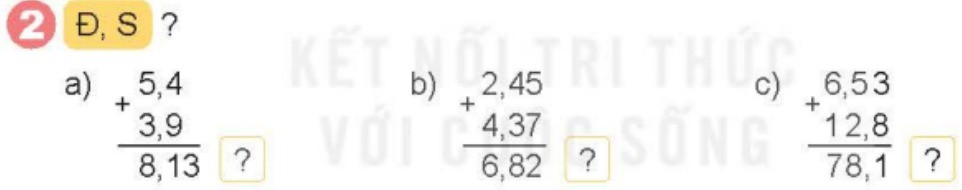 2 Đ, S ?
a) + 5,4 b) + 2,45 c) + 6,53
3,9 4,37 12,8
8,13 ? 6,82 ? 78,1 ?
KẾT NỐI TRI THỨC
VỚI CUỘC SỐNG